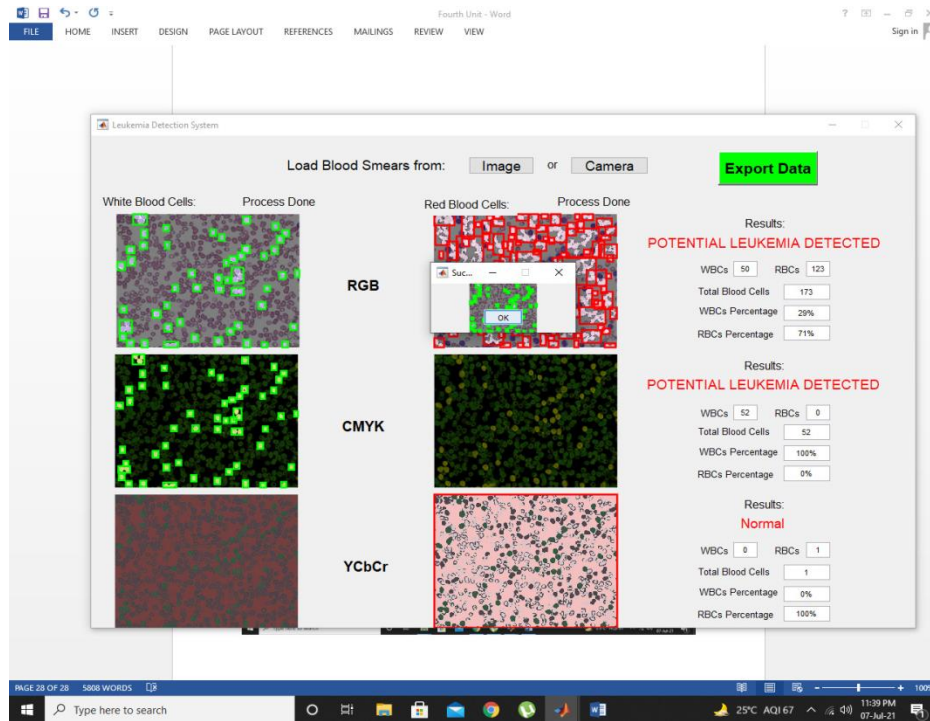 Fourth Unit - Word
FILE HOME INSERT DESIGN PAGE LAYOUT REFERENCES MAILINGS REVIEW VIEW Sign in
Leukemia Detection System
Load Blood Smears from: Image or Camera Export Data
White Blood Cells: Process Done Red Blood Cells: Process Done
RGB
Suc...
OK
Results:
POTENTIAL LEUKEMIA DETECTED
WBCs 50 RBCs 123
Total Blood Cells 173
WBCs Percentage 29%
RBCs Percentage 71%
CMYK
Results:
POTENTIAL LEUKEMIA DETECTED
WBCs 52 RBCs 0
Total Blood Cells 52
WBCs Percentage 100%
RBCs Percentage 0%
YCbCr
Results:
Normal
WBCs 0 RBCs 1
Total Blood Cells 1
WBCs Percentage 0%
RBCs Percentage 100%
PAGE 28 OF 28 5808 WORDS 100%
Type here to search 25°C AQI 67 11:39 PM
07-Jul-21